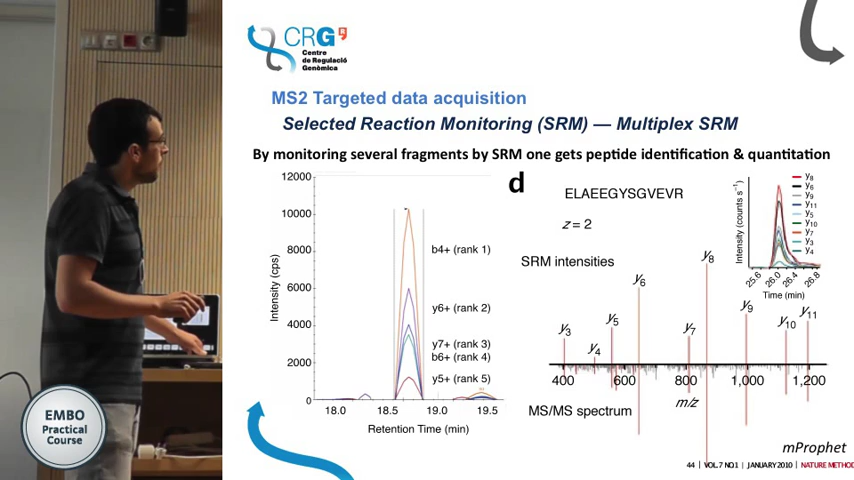 CRG
Centre
de Regulació
Genòmica
MS2 Targeted data acquisition
Selected Reaction Monitoring (SRM) — Multiplex SRM
By monitoring several fragments by SRM one gets peptide identification & quantitation
12000
10000
8000
6000
4000
2000
0
Intensity (cps)
18.0 18.5 19.0 19.5
Retention Time (min)
b4+ (rank 1)
y6+ (rank 2)
y7+ (rank 3)
b6+ (rank 4)
y5+ (rank 5)
d
ELAEEGYSGVEVR
z = 2
SRM intensities
y3
y4
y5
y6
y7
y8
y9
y10
y11
400 600 800 1,000 1,200
m/z
MS/MS spectrum
Intensity (counts s⁻¹)
25.6 26.0 26.4 26.8
Time (min)
y8
y6
y9
y11
y5
y10
y7
y3
y4
mProphet
44 | VOL.7 NO.1 | JANUARY 2010 | NATURE METHOD
EMBO
Practical
Course